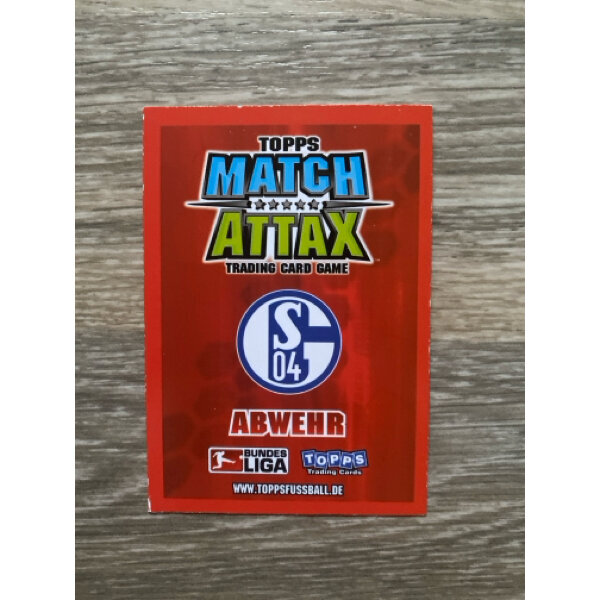 TOPPS
MATCH
ATTAX
TRADING CARD GAME
S
04
ABWEHR
BUNDES
LIGA
TOPPS
Trading Cards
WWW.TOPPSFUSSBALL.DE